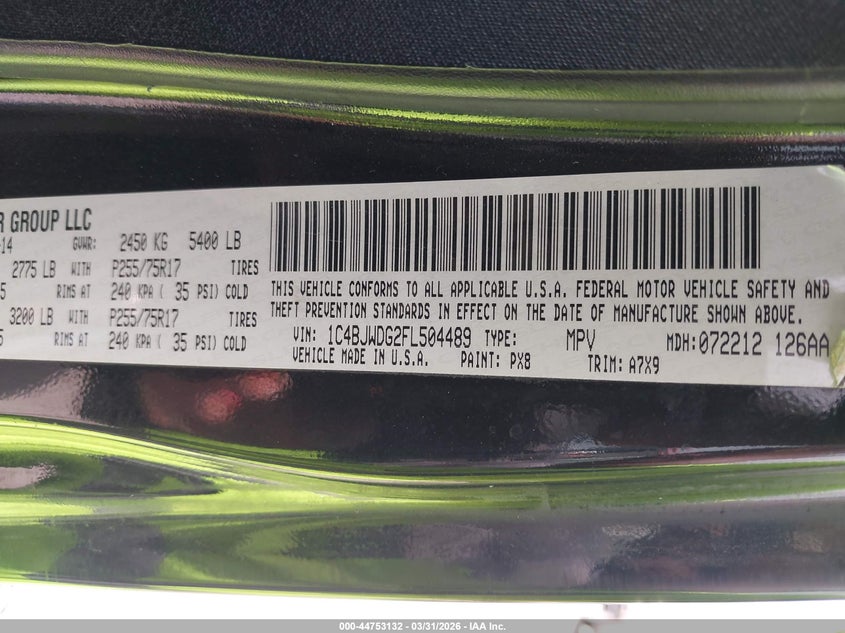 R GROUP LLC
-14 GVWR: 2450 KG 5400 LB
2775 LB WITH P255/75R17 TIRES
5 RIMS AT 240 KPA ( 35 PSI) COLD
3200 LB WITH P255/75R17 TIRES
5 RIMS AT 240 KPA ( 35 PSI) COLD
THIS VEHICLE CONFORMS TO ALL APPLICABLE U.S.A. FEDERAL MOTOR VEHICLE SAFETY AND
THEFT PREVENTION STANDARDS IN EFFECT ON THE DATE OF MANUFACTURE SHOWN ABOVE.
VIN: 1C4BJWDG2FL504489 TYPE: MPV MDH: 072212 126AA
VEHICLE MADE IN U.S.A. PAINT: PX8 TRIM: A7X9
000-44753132 - 03/31/2026 - IAA Inc.